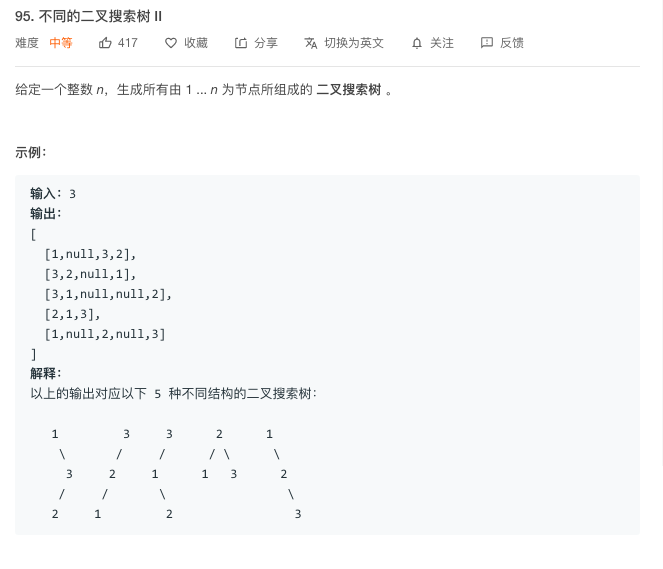 95. 不同的二叉搜索树 II
难度 中等 417 收藏 分享 切换为英文 关注 反馈
给定一个整数 n，生成所有由 1 ... n 为节点所组成的 二叉搜索树 。
示例：
输入：3
输出：
[
  [1,null,3,2],
  [3,2,null,1],
  [3,1,null,null,2],
  [2,1,3],
  [1,null,2,null,3]
]
解释：
以上的输出对应以下 5 种不同结构的二叉搜索树：
   1         3     3      2      1
    \       /     /      / \      \
     3     2     1      1   3      2
    /     /       \                 \
   2     1         2                 3